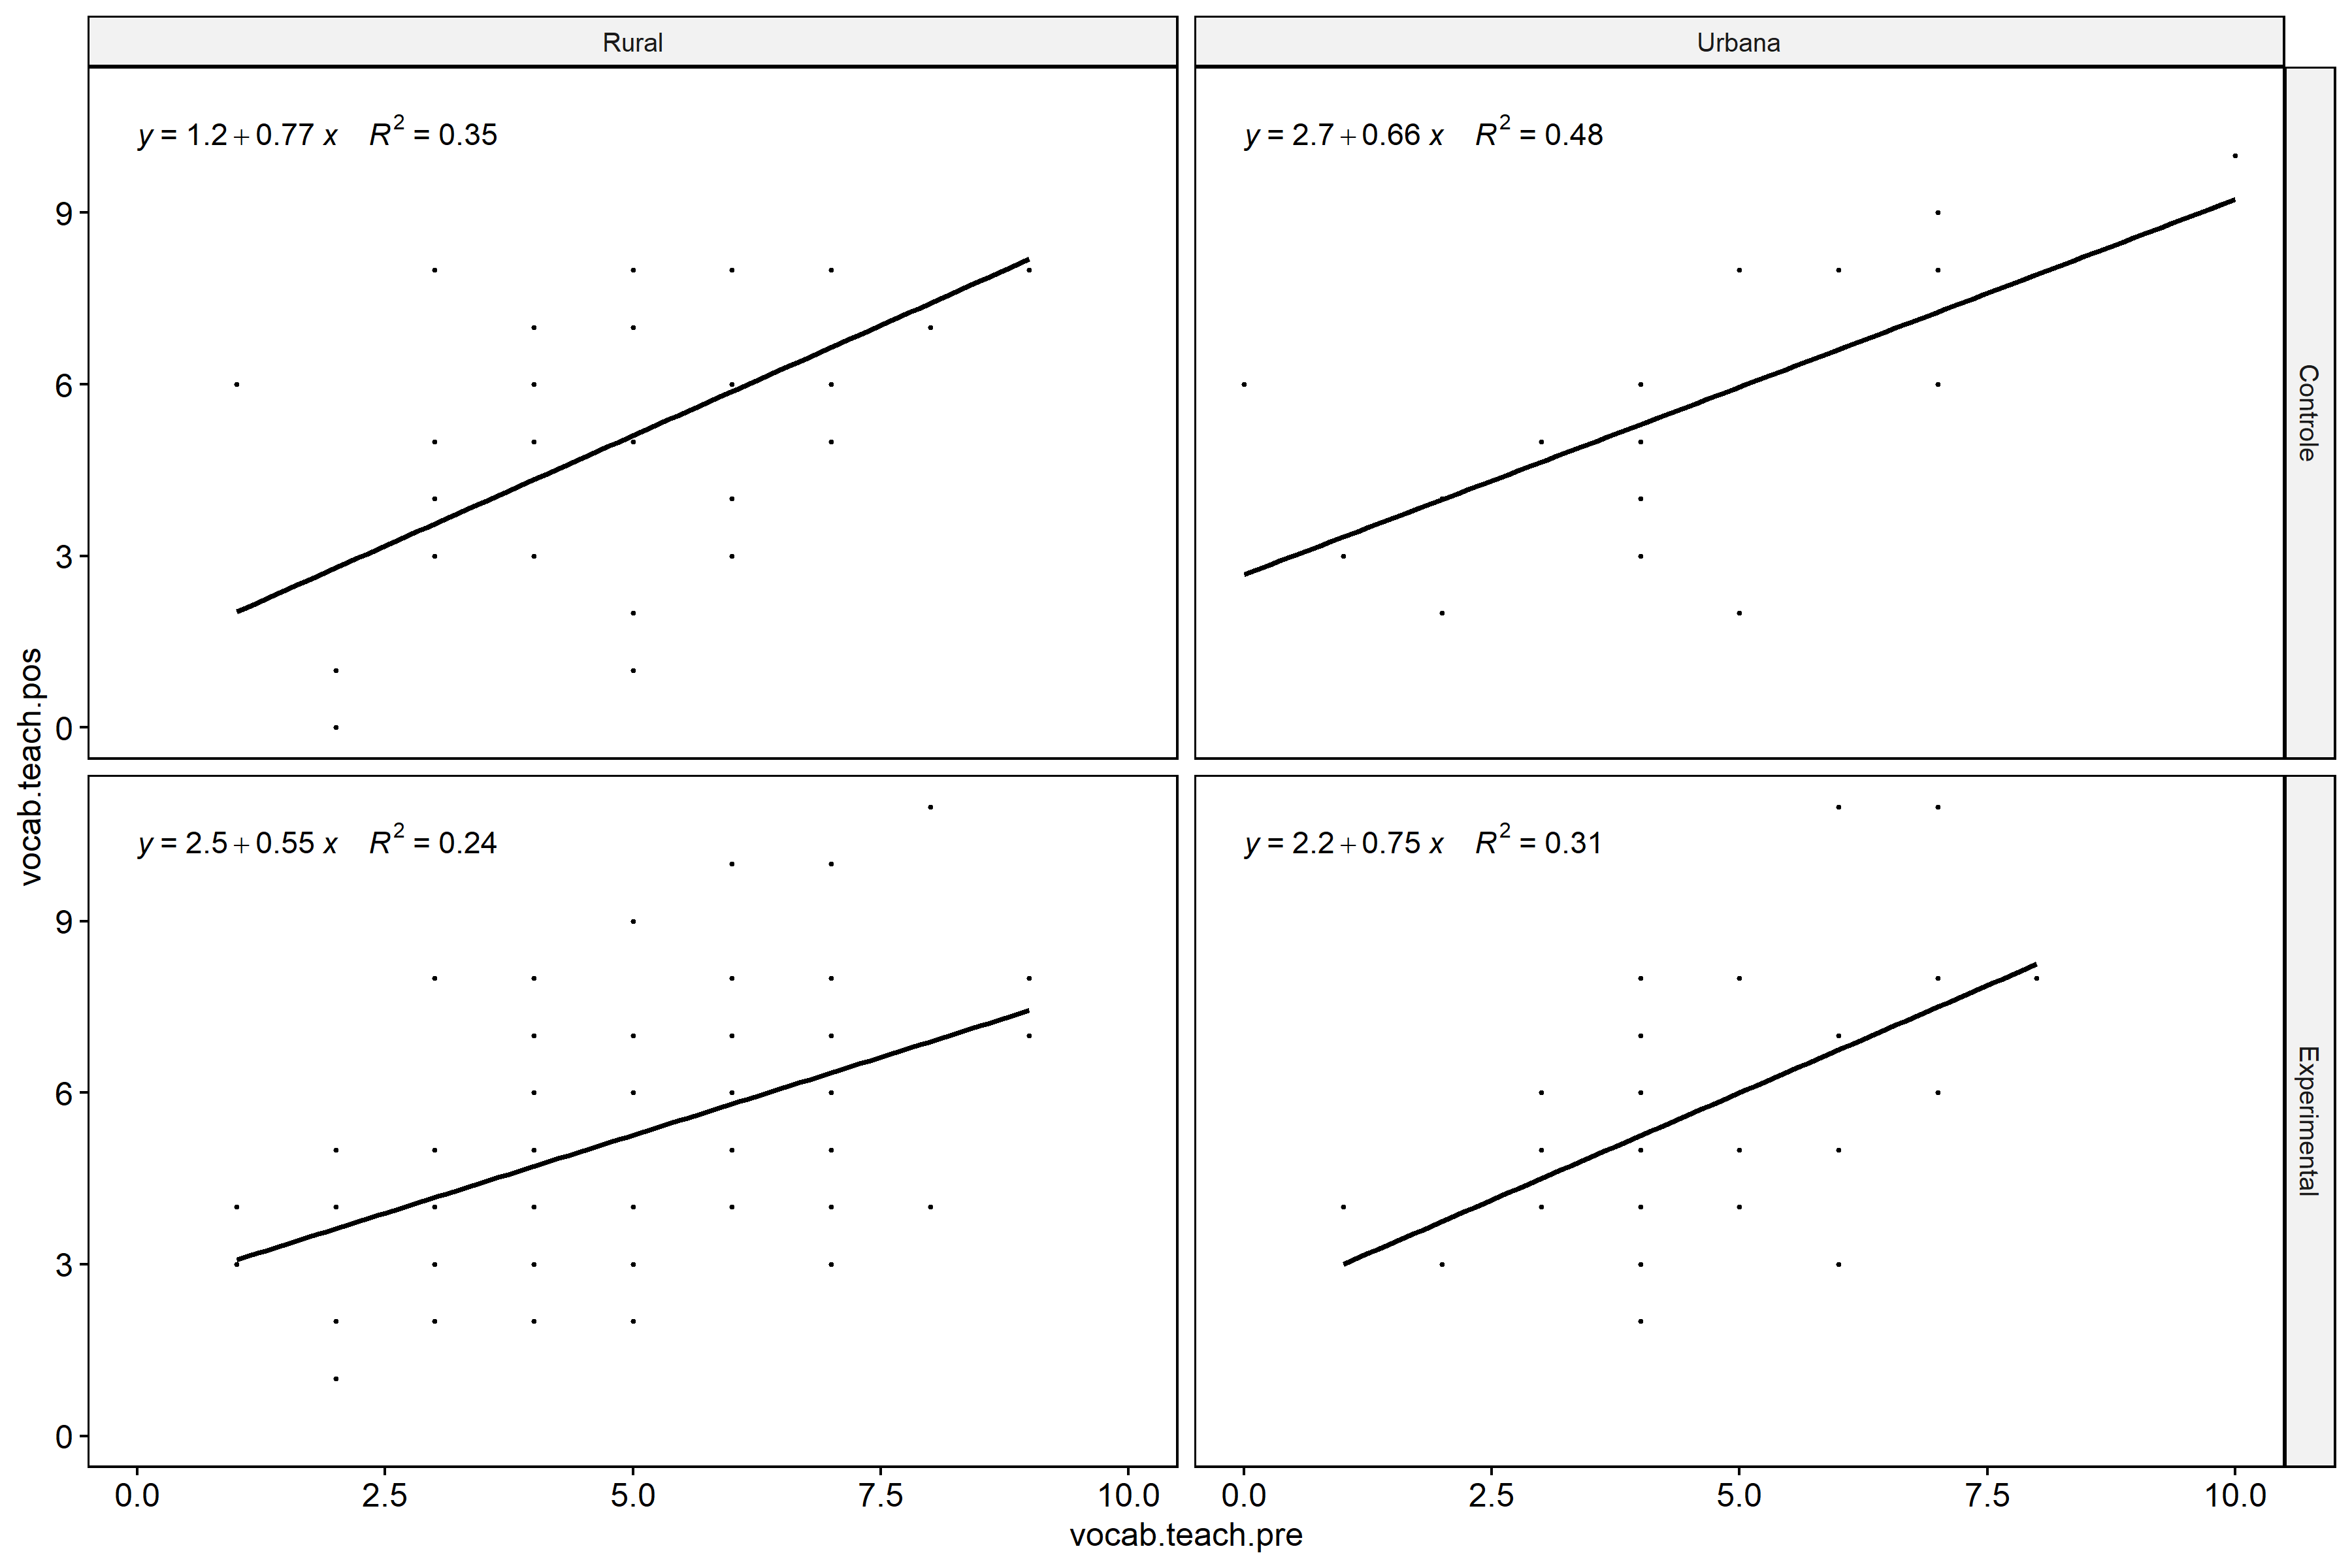 Rural
Urbana
y = 1.2 + 0.77 x R² = 0.35
y = 2.7 + 0.66 x R² = 0.48
9
6
3
0
Controle
vocab.teach.pos
y = 2.5 + 0.55 x R² = 0.24
y = 2.2 + 0.75 x R² = 0.31
9
6
3
0
Experimental
0.0 2.5 5.0 7.5 10.0
0.0 2.5 5.0 7.5 10.0
vocab.teach.pre